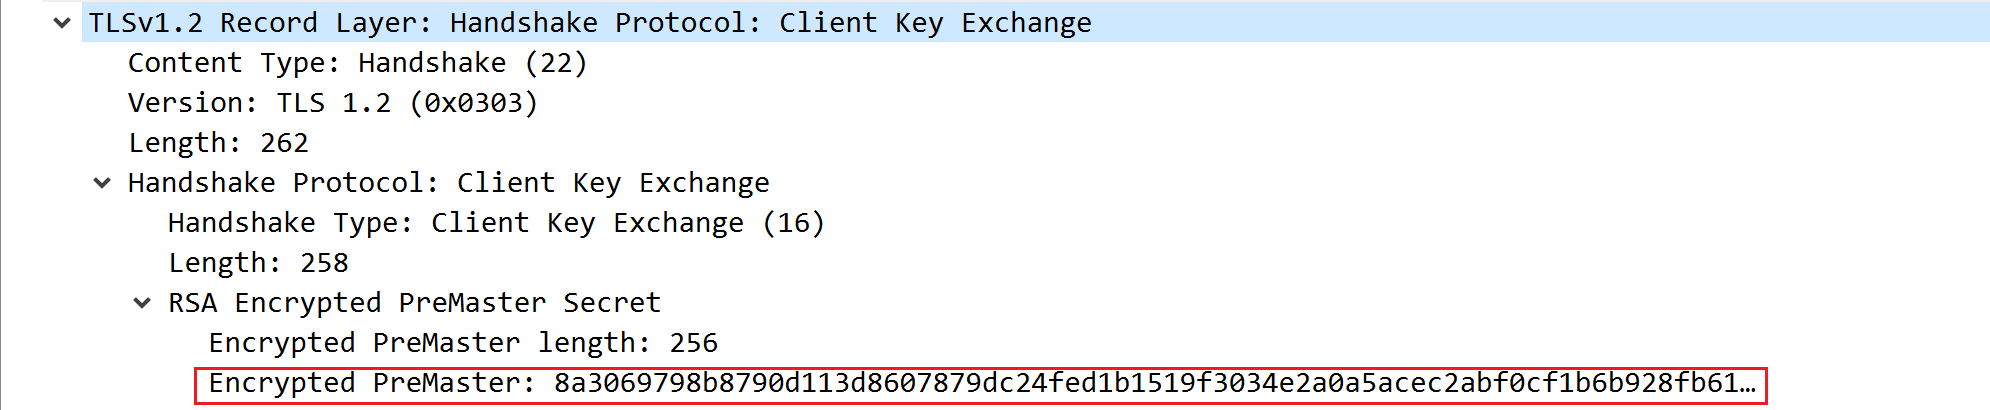 TLSv1.2 Record Layer: Handshake Protocol: Client Key Exchange
Content Type: Handshake (22)
Version: TLS 1.2 (0x0303)
Length: 262
Handshake Protocol: Client Key Exchange
Handshake Type: Client Key Exchange (16)
Length: 258
RSA Encrypted PreMaster Secret
Encrypted PreMaster length: 256
Encrypted PreMaster: 8a3069798b8790d113d8607879dc24fed1b1519f3034e2a0a5acec2abf0cf1b6b928fb61…